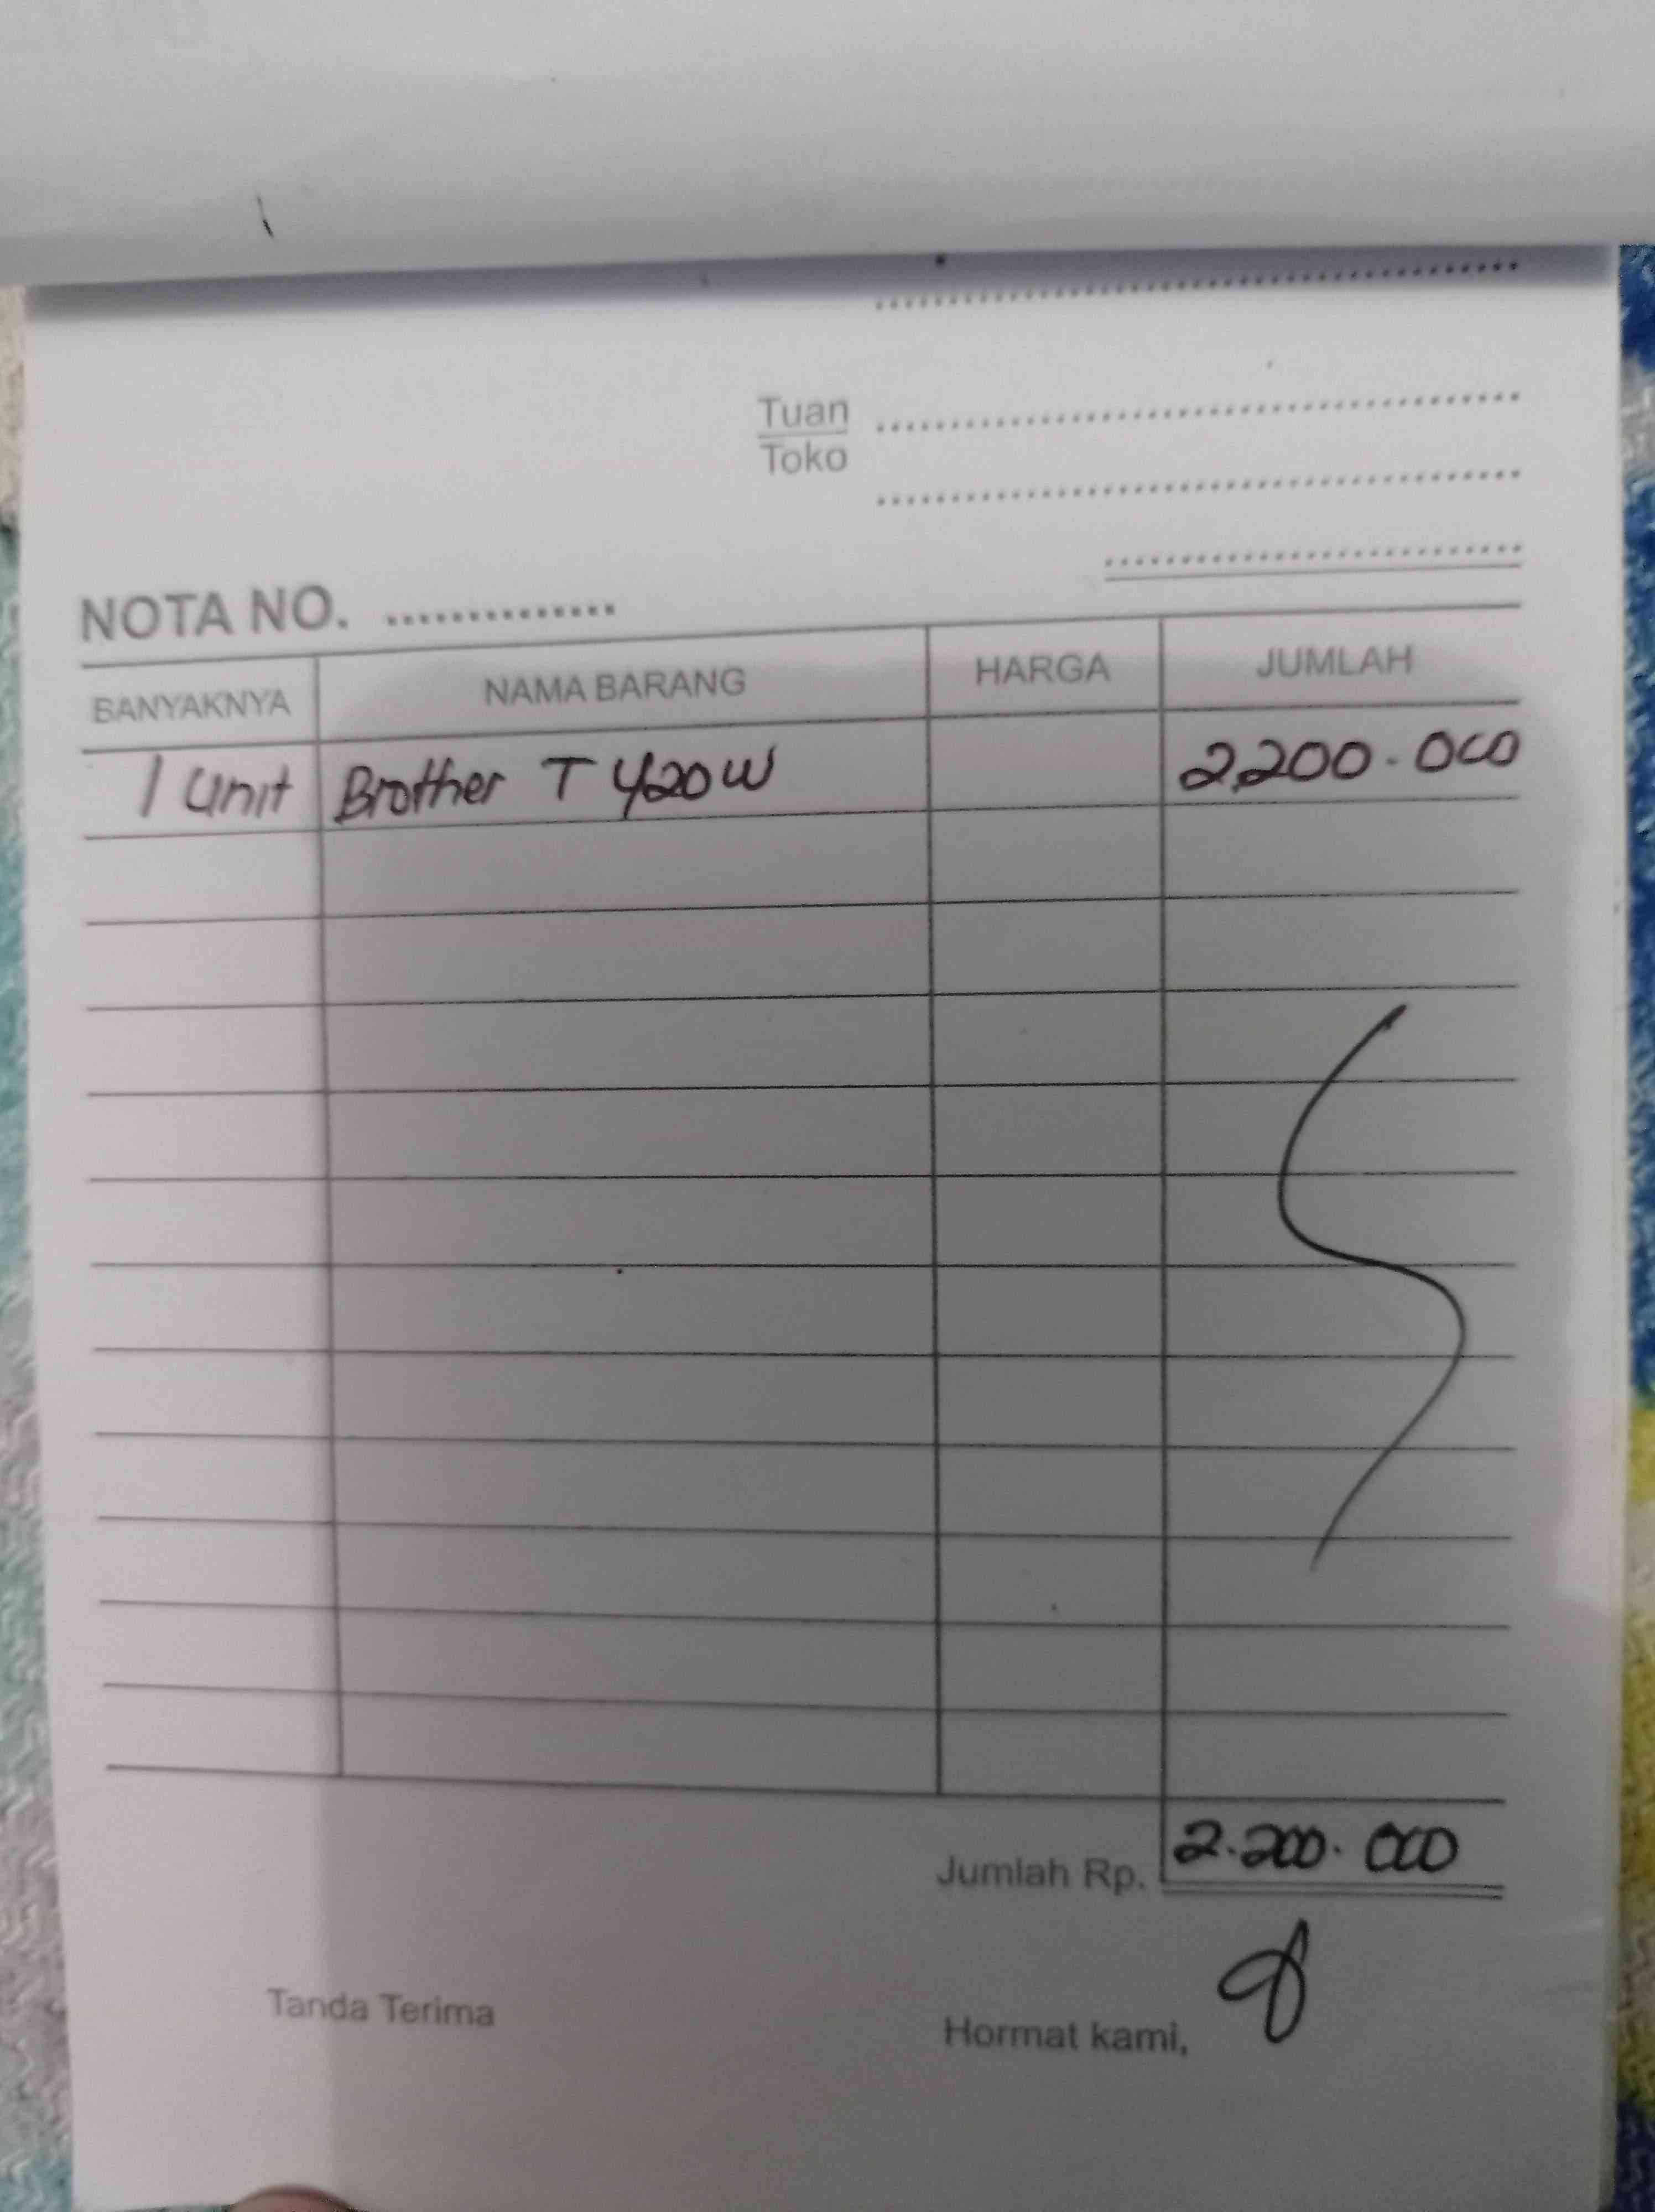 Tuan
Toko
NOTA NO. ..............
BANYAKNYA NAMA BARANG HARGA JUMLAH
1 Unit Brother T 420W 2.200.000
Jumlah Rp. 2.200.000
Tanda Terima Hormat kami,